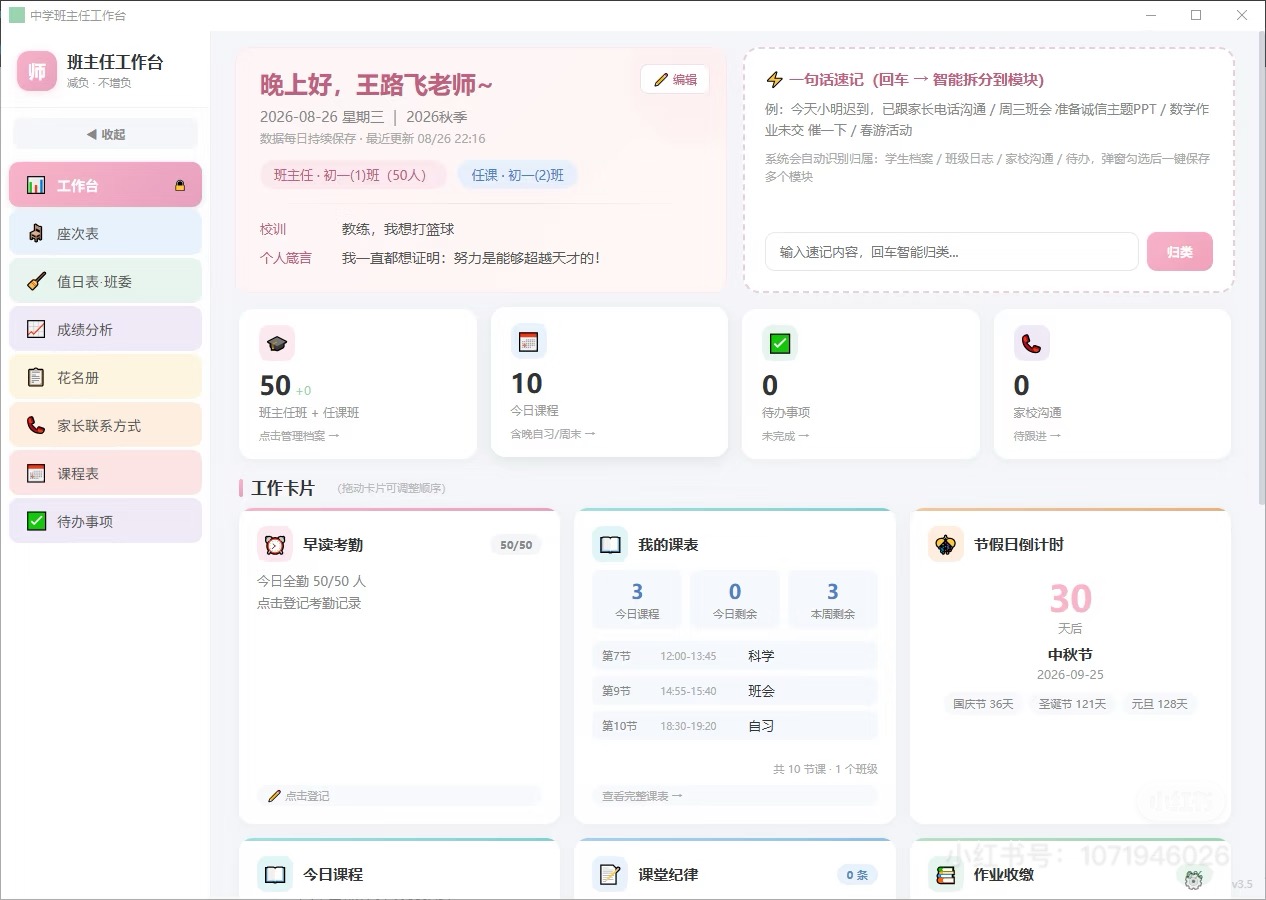 中学班主任工作台
师
班主任工作台
减负 · 不增负
◀ 收起
工作台
座次表
值日表·班委
成绩分析
花名册
家长联系方式
课程表
待办事项
晚上好，王路飞老师~
编辑
2026-08-26 星期三 ｜ 2026秋季
数据每日持续保存 · 最近更新 08/26 22:16
班主任 · 初一(1)班（50人）
任课 · 初一(2)班
校训 教练，我想打篮球
个人箴言 我一直都想证明：努力是能够超越天才的！
一句话速记（回车 → 智能拆分到模块）
例：今天小明迟到，已跟家长电话沟通 / 周三班会 准备诚信主题PPT / 数学作
业未交 催一下 / 春游活动
系统会自动识别归属：学生档案 / 班级日志 / 家校沟通 / 待办，弹窗勾选后一键保存
多个模块
输入速记内容，回车智能归类...
归类
50 +0
班主任班 + 任课班
点击管理档案 →
10
今日课程
含晚自习/周末 →
0
待办事项
未完成 →
0
家校沟通
待跟进 →
工作卡片
（拖动卡片可调整顺序）
早读考勤
50/50
今日全勤 50/50 人
点击登记考勤记录
点击登记
我的课表
3
今日课程
0
今日剩余
3
本周剩余
第7节 12:00-13:45 科学
第9节 14:55-15:40 班会
第10节 18:30-19:20 自习
共 10 节课 · 1 个班级
查看完整课表 →
节假日倒计时
30
天后
中秋节
2026-09-25
国庆节 36天
圣诞节 121天
元旦 128天
小红书
小红书号：1071946026
今日课程
课堂纪律
0 条
作业收缴
v3.5